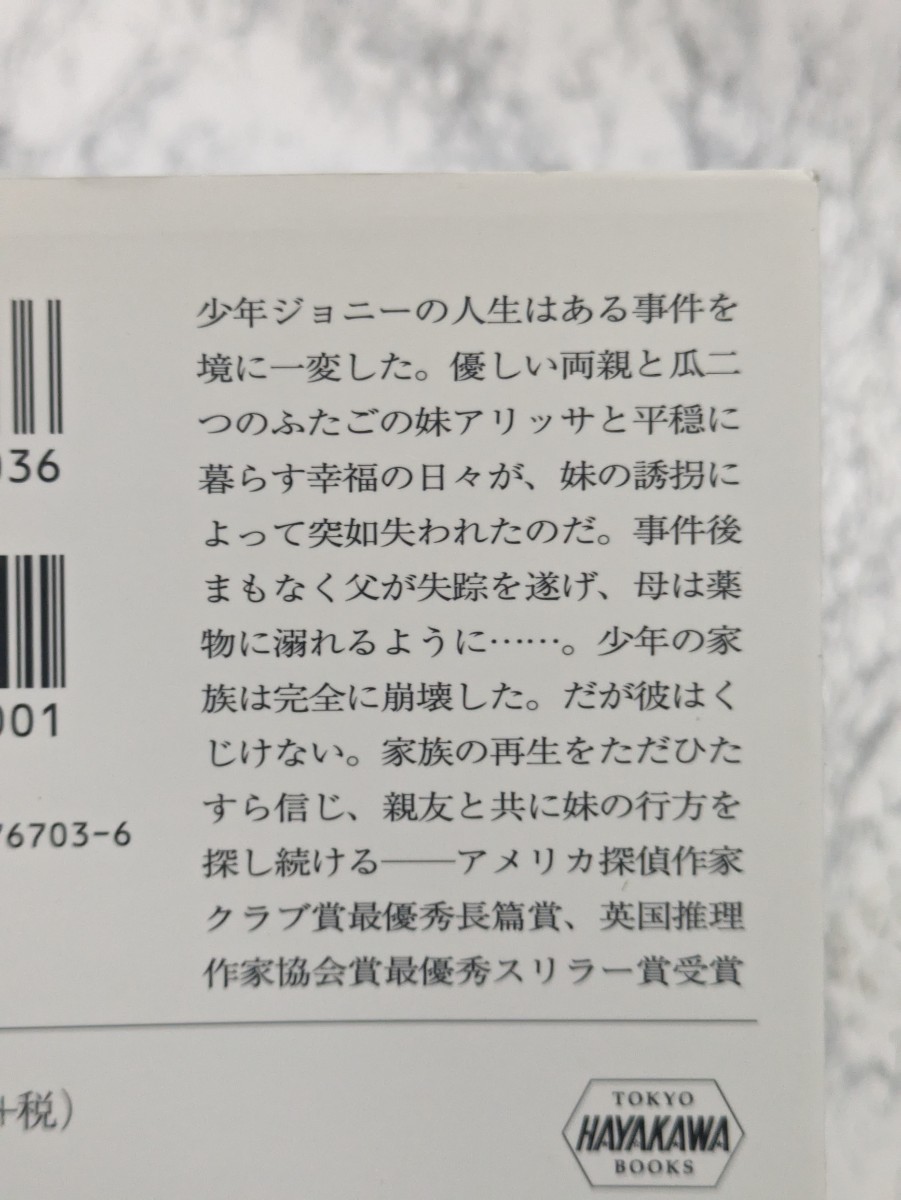 少年ジョニーの人生はある事件を
境に一変した。優しい両親と瓜二
つのふたごの妹アリッサと平穏に
暮らす幸福の日々が、妹の誘拐に
よって突如失われたのだ。事件後
まもなく父が失踪を遂げ、母は薬
物に溺れるように……。少年の家
族は完全に崩壊した。だが彼はく
じけない。家族の再生をただひた
すら信じ、親友と共に妹の行方を
探し続ける――アメリカ探偵作家
クラブ賞最優秀長篇賞、英国推理
作家協会賞最優秀スリラー賞受賞
036
001
76703-6
+税）
TOKYO
HAYAKAWA
BOOKS